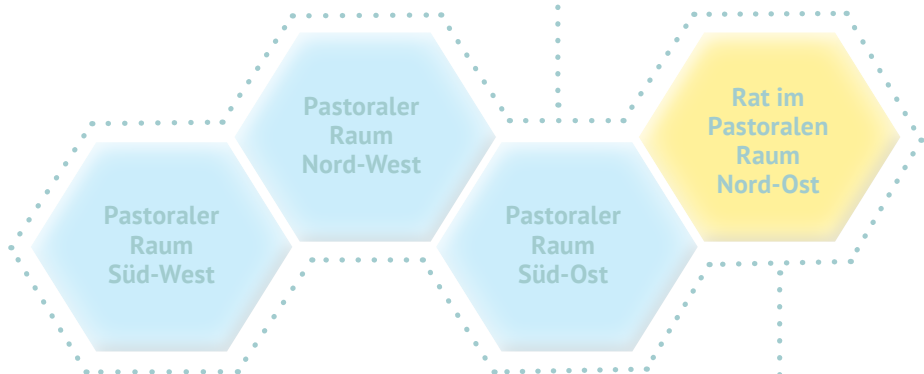 Pastoraler
Raum
Süd-West
Pastoraler
Raum
Nord-West
Pastoraler
Raum
Süd-Ost
Rat im
Pastoralen
Raum
Nord-Ost